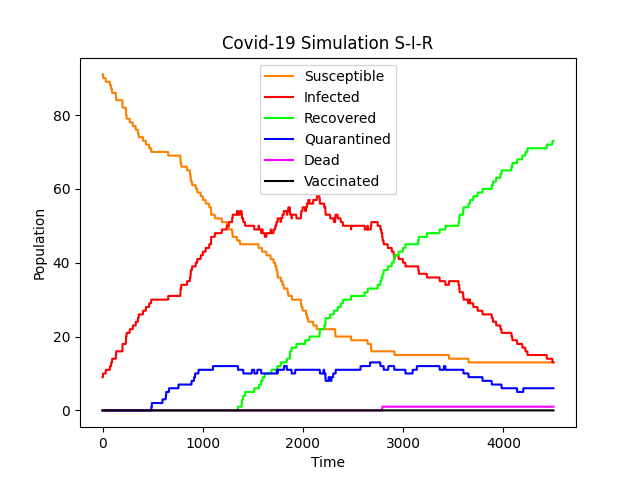 Covid-19 Simulation S-I-R
Susceptible
Infected
Recovered
Quarantined
Dead
Vaccinated
Population
80
60
40
20
0
0 1000 2000 3000 4000
Time